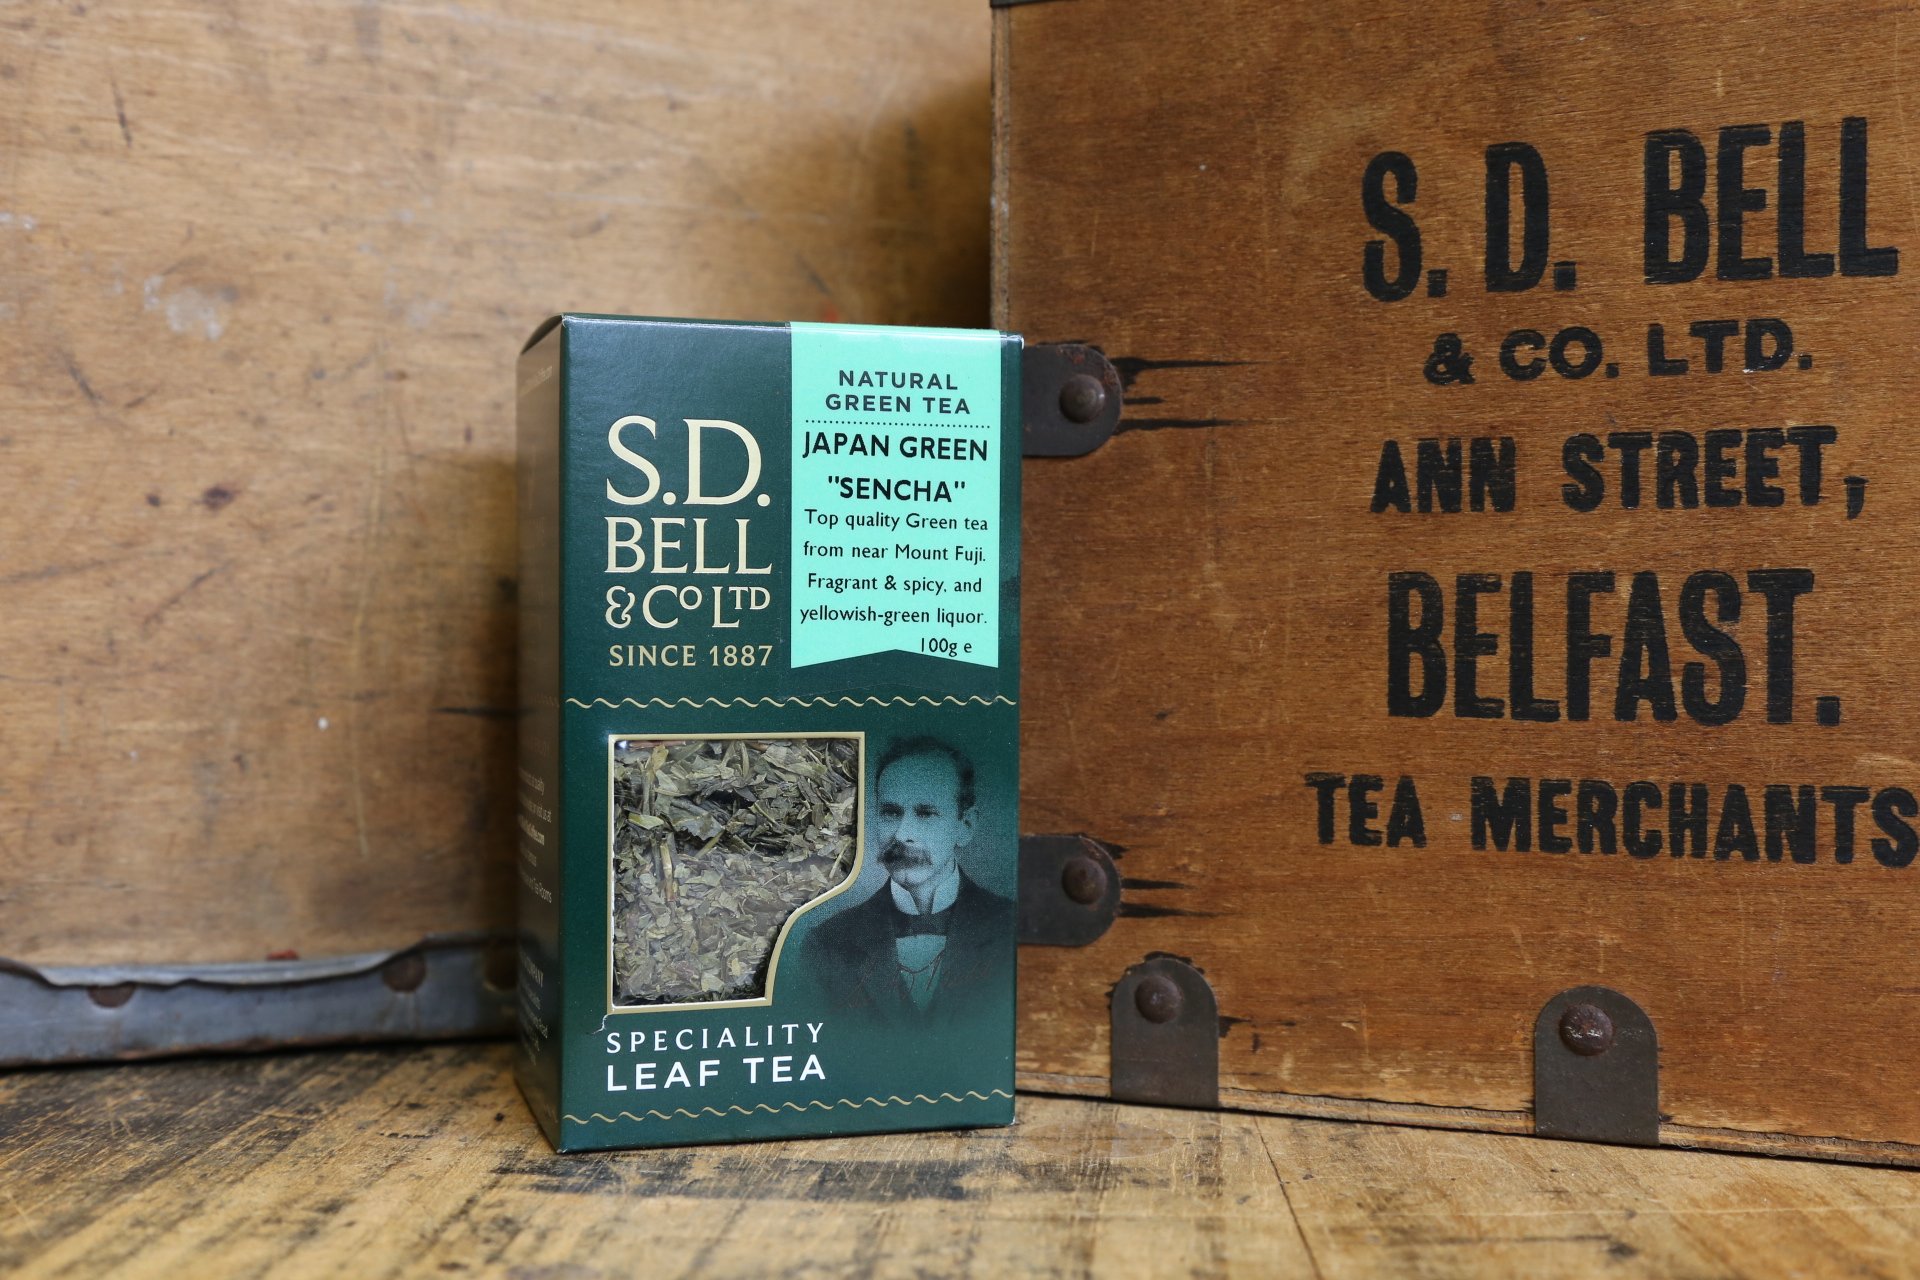 S.D.
BELL
& Co LTD
SINCE 1887
NATURAL
GREEN TEA
JAPAN GREEN
"SENCHA"
Top quality Green tea
from near Mount Fuji.
Fragrant & spicy, and
yellowish-green liquor.
100g e
SPECIALITY
LEAF TEA
S. D. BELL
& CO. LTD.
ANN STREET,
BELFAST.
TEA MERCHANTS